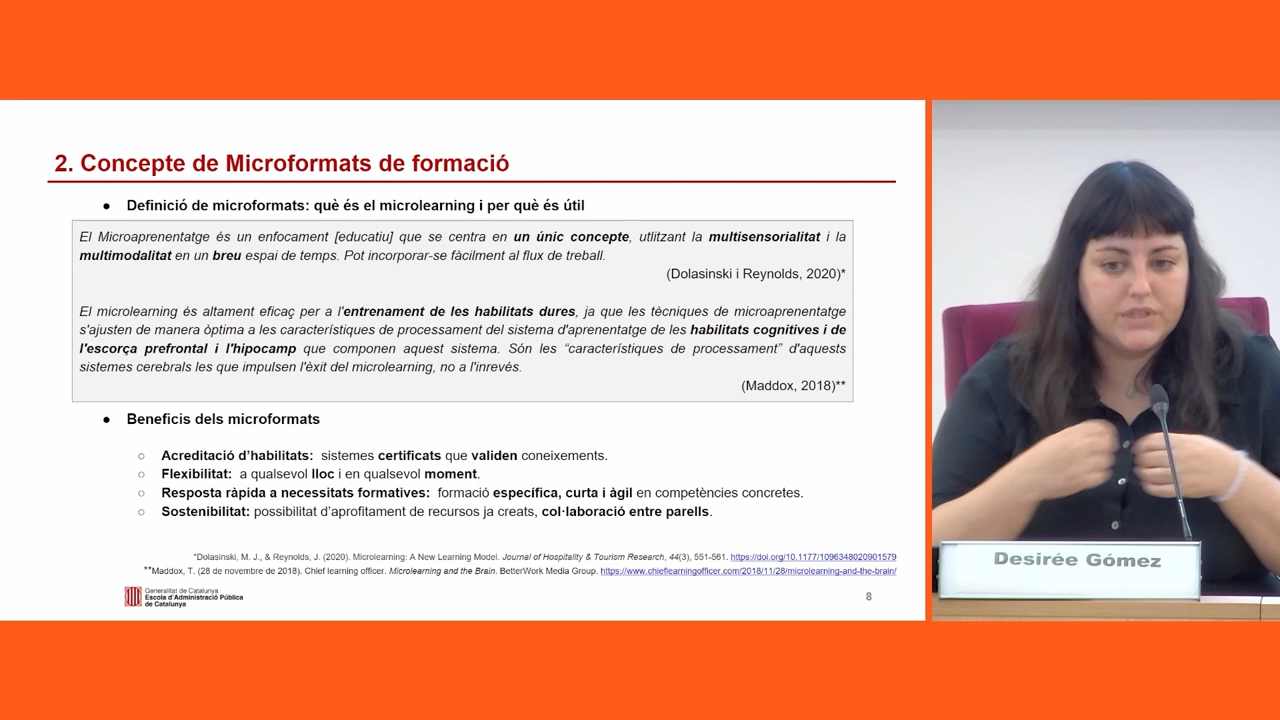 2. Concepte de Microformats de formació
● Definició de microformats: què és el microlearning i per què és útil
El Microaprenentatge és un enfocament [educatiu] que se centra en un únic concepte, utlitzant la multisensorialitat i la
multimodalitat en un breu espai de temps. Pot incorporar-se fàcilment al flux de treball.
(Dolasinski i Reynolds, 2020)*
El microlearning és altament eficaç per a l'entrenament de les habilitats dures, ja que les tècniques de microaprenentatge
s'ajusten de manera òptima a les característiques de processament del sistema d'aprenentatge de les habilitats cognitives i de
l'escorça prefrontal i l'hipocamp que componen aquest sistema. Són les “característiques de processament” d'aquests
sistemes cerebrals les que impulsen l'èxit del microlearning, no a l'inrevés.
(Maddox, 2018)**
● Beneficis dels microformats
○ Acreditació d’habilitats: sistemes certificats que validen coneixements.
○ Flexibilitat: a qualsevol lloc i en qualsevol moment.
○ Resposta ràpida a necessitats formatives: formació específica, curta i àgil en competències concretes.
○ Sostenibilitat: possibilitat d’aprofitament de recursos ja creats, col·laboració entre parells.
*Dolasinski, M. J., & Reynolds, J. (2020). Microlearning: A New Learning Model. Journal of Hospitality & Tourism Research, 44(3), 551-561. https://doi.org/10.1177/1096348020901579
**Maddox, T. (28 de novembre de 2018). Chief learning officer. Microlearning and the Brain. BetterWork Media Group. https://www.chieflearningofficer.com/2018/11/28/microlearning-and-the-brain/
Generalitat de Catalunya
Escola d'Administració Pública
de Catalunya
8
Desirée Gómez